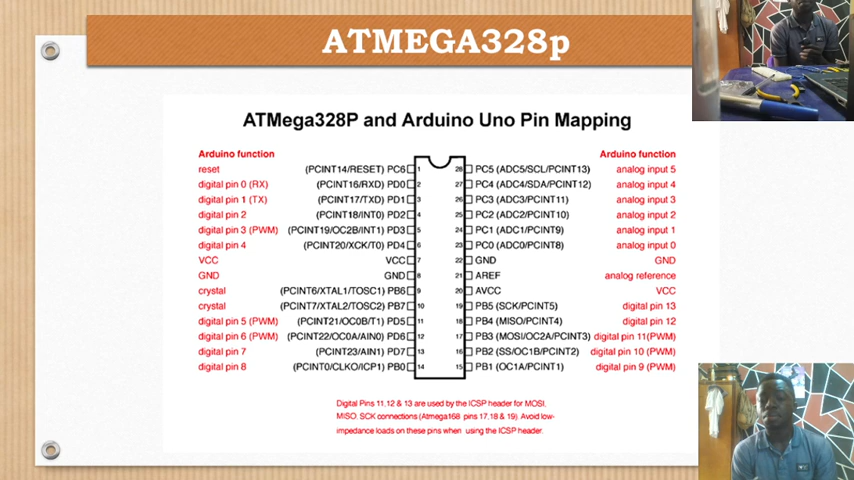 ATMEGA328p
ATMega328P and Arduino Uno Pin Mapping
Arduino function Arduino function
reset (PCINT14/RESET) PC6 1 28 PC5 (ADC5/SCL/PCINT13) analog input 5
digital pin 0 (RX) (PCINT16/RXD) PD0 2 27 PC4 (ADC4/SDA/PCINT12) analog input 4
digital pin 1 (TX) (PCINT17/TXD) PD1 3 26 PC3 (ADC3/PCINT11) analog input 3
digital pin 2 (PCINT18/INT0) PD2 4 25 PC2 (ADC2/PCINT10) analog input 2
digital pin 3 (PWM) (PCINT19/OC2B/INT1) PD3 5 24 PC1 (ADC1/PCINT9) analog input 1
digital pin 4 (PCINT20/XCK/T0) PD4 6 23 PC0 (ADC0/PCINT8) analog input 0
VCC VCC 7 22 GND GND
GND GND 8 21 AREF analog reference
crystal (PCINT6/XTAL1/TOSC1) PB6 9 20 AVCC VCC
crystal (PCINT7/XTAL2/TOSC2) PB7 10 19 PB5 (SCK/PCINT5) digital pin 13
digital pin 5 (PWM) (PCINT21/OC0B/T1) PD5 11 18 PB4 (MISO/PCINT4) digital pin 12
digital pin 6 (PWM) (PCINT22/OC0A/AIN0) PD6 12 17 PB3 (MOSI/OC2A/PCINT3) digital pin 11(PWM)
digital pin 7 (PCINT23/AIN1) PD7 13 16 PB2 (SS/OC1B/PCINT2) digital pin 10 (PWM)
digital pin 8 (PCINT0/CLKO/ICP1) PB0 14 15 PB1 (OC1A/PCINT1) digital pin 9 (PWM)
Digital Pins 11,12 & 13 are used by the ICSP header for MOSI,
MISO, SCK connections (Atmega168 pins 17,18 & 19). Avoid low-
impedance loads on these pins when using the ICSP header.